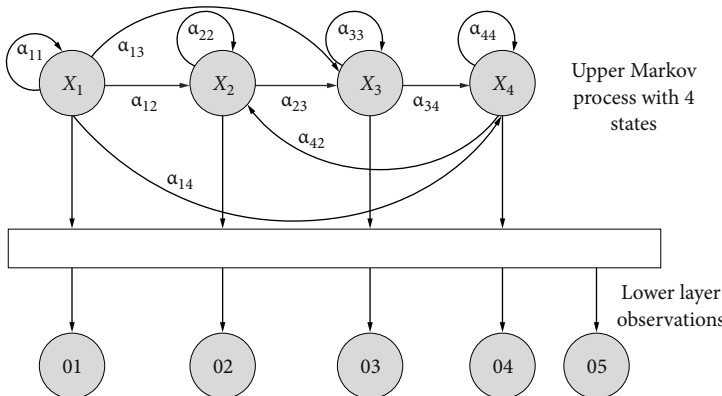 α11
α13
α22
α33
α44
X1
X2
X3
X4
α12
α23
α34
α42
α14
Upper Markov
process with 4
states
Lower layer
observations
01
02
03
04
05